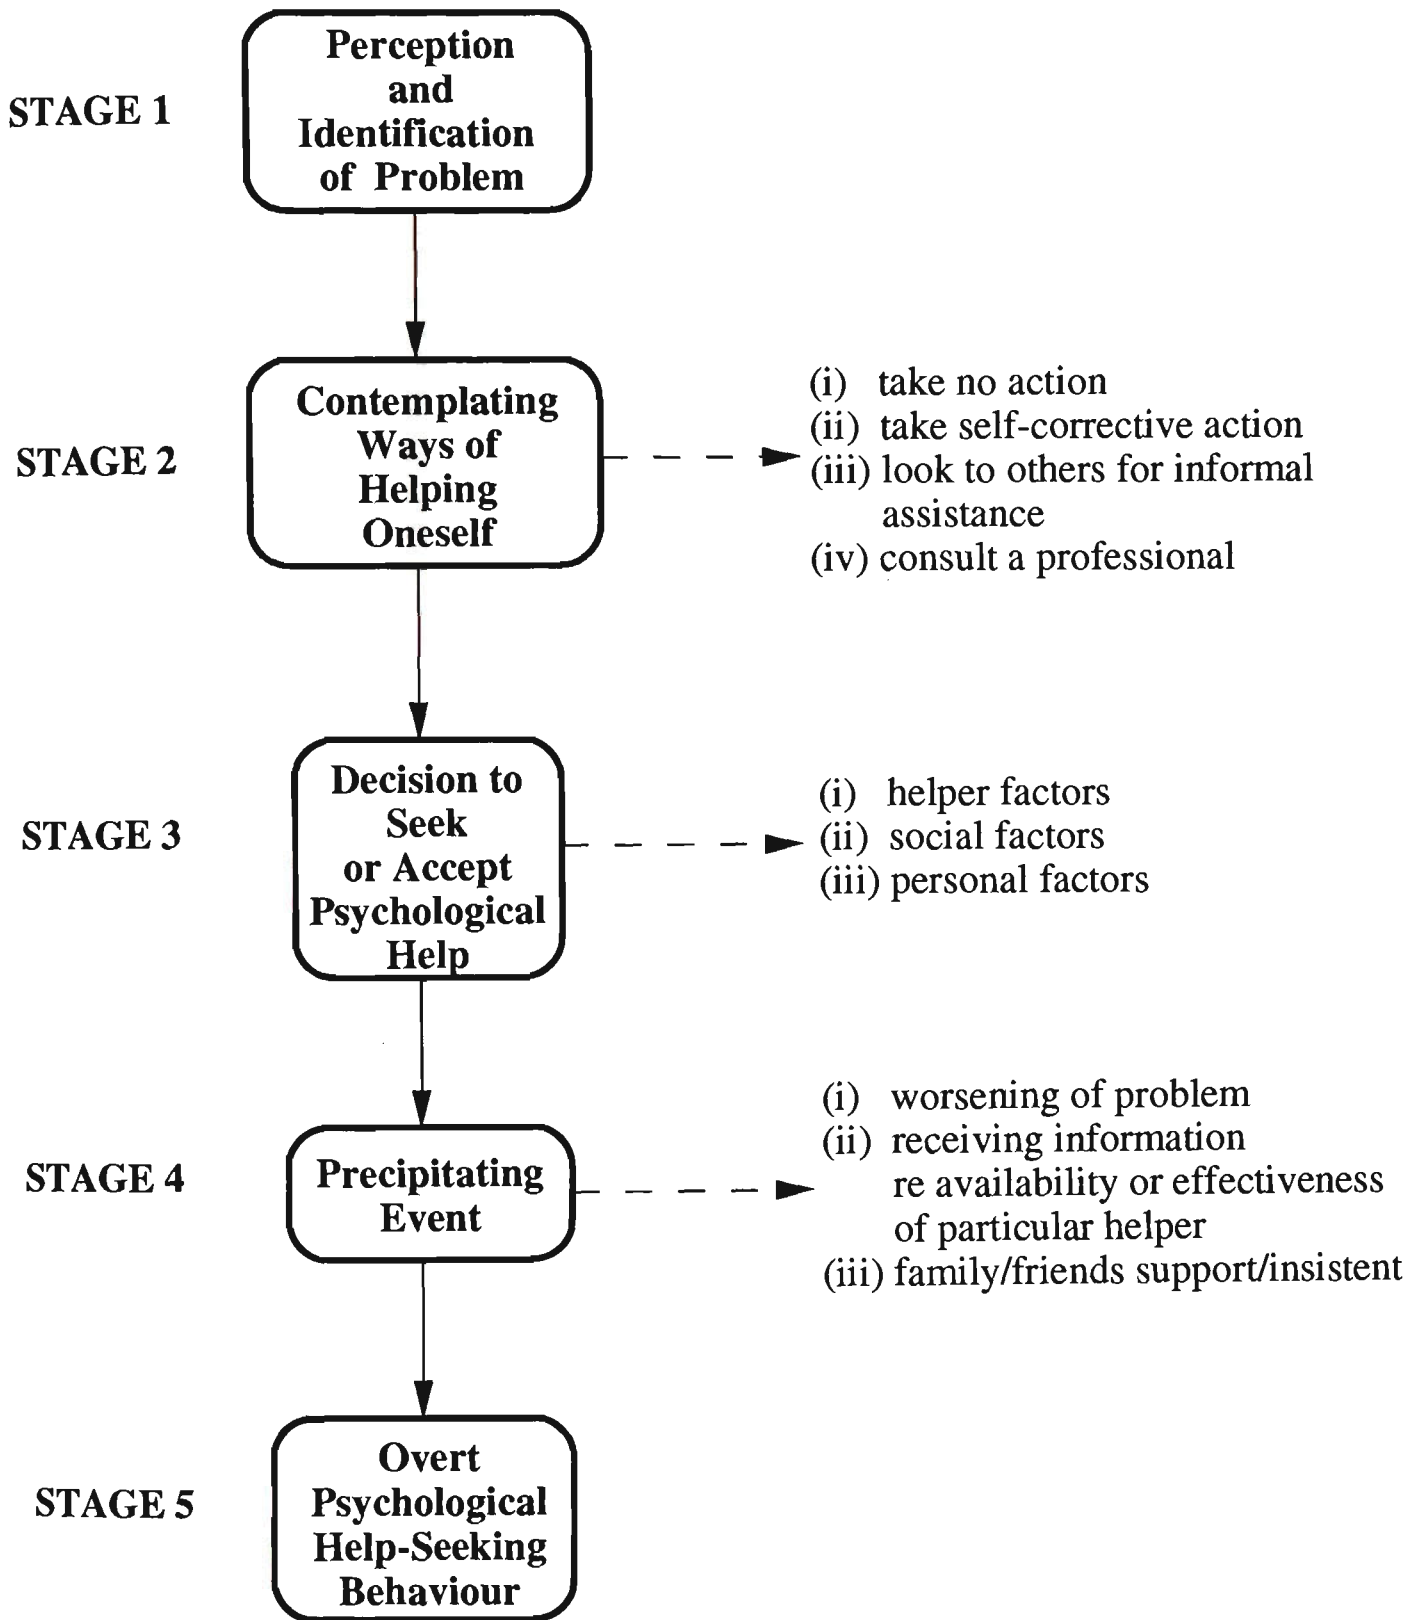 STAGE 1
Perception
and
Identification
of Problem
STAGE 2
Contemplating
Ways of
Helping
Oneself
(i) take no action
(ii) take self-corrective action
(iii) look to others for informal
assistance
(iv) consult a professional
STAGE 3
Decision to
Seek
or Accept
Psychological
Help
(i) helper factors
(ii) social factors
(iii) personal factors
STAGE 4
Precipitating
Event
(i) worsening of problem
(ii) receiving information
re availability or effectiveness
of particular helper
(iii) family/friends support/insistent
STAGE 5
Overt
Psychological
Help-Seeking
Behaviour